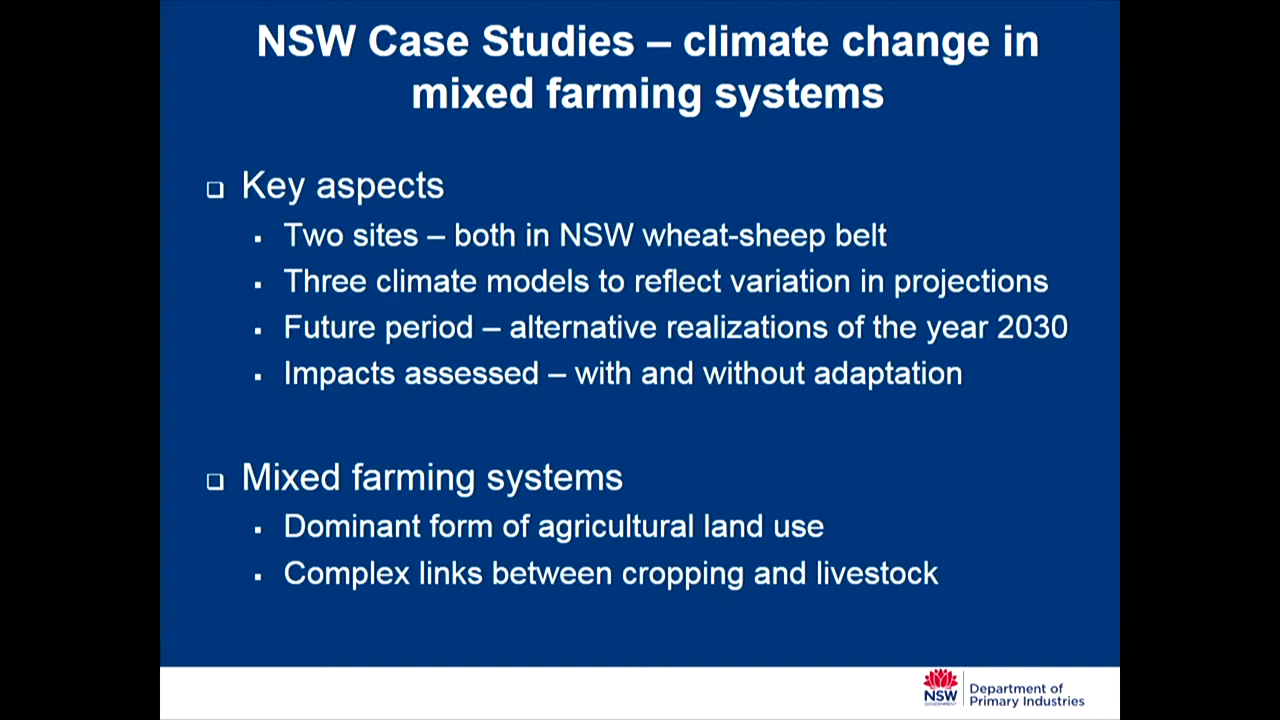 NSW Case Studies – climate change in
mixed farming systems
Key aspects
Two sites – both in NSW wheat-sheep belt
Three climate models to reflect variation in projections
Future period – alternative realizations of the year 2030
Impacts assessed – with and without adaptation
Mixed farming systems
Dominant form of agricultural land use
Complex links between cropping and livestock
NSW
GOVERNMENT
Department of
Primary Industries